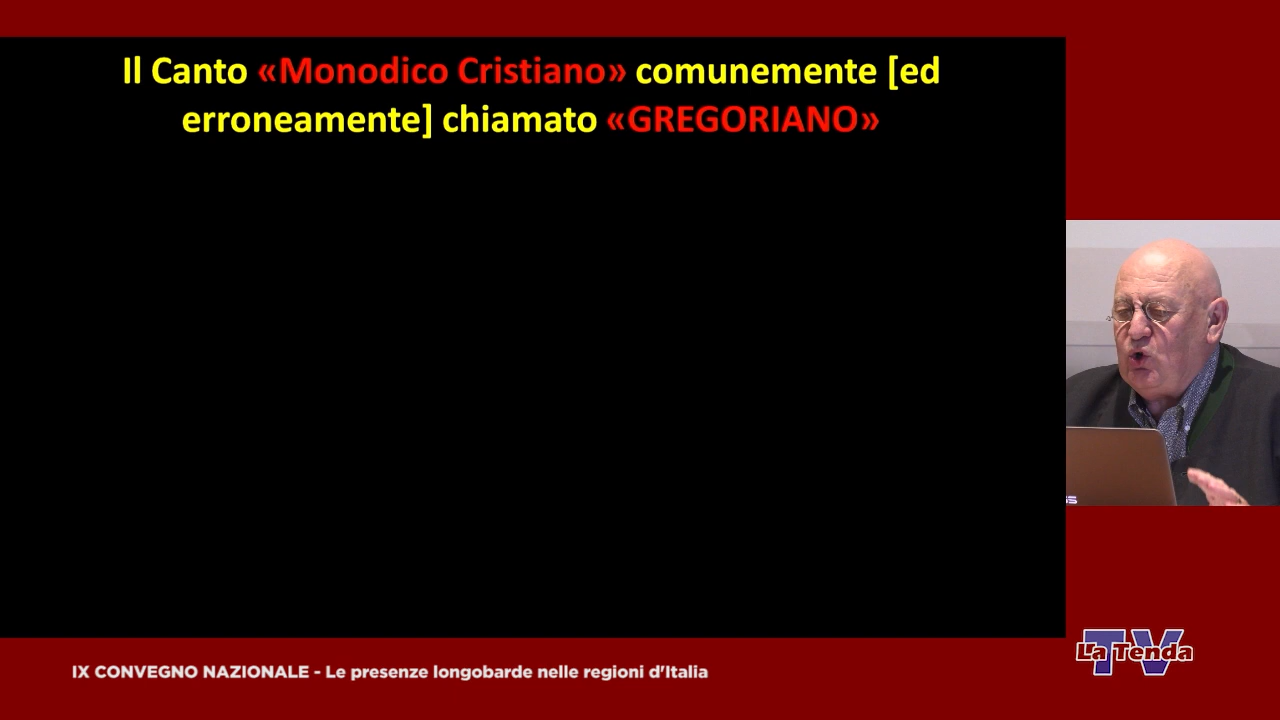 Il Canto «Monodico Cristiano» comunemente [ed
erroneamente] chiamato «GREGORIANO»
IX CONVEGNO NAZIONALE - Le presenze longobarde nelle regioni d'Italia
TV
La Tenda